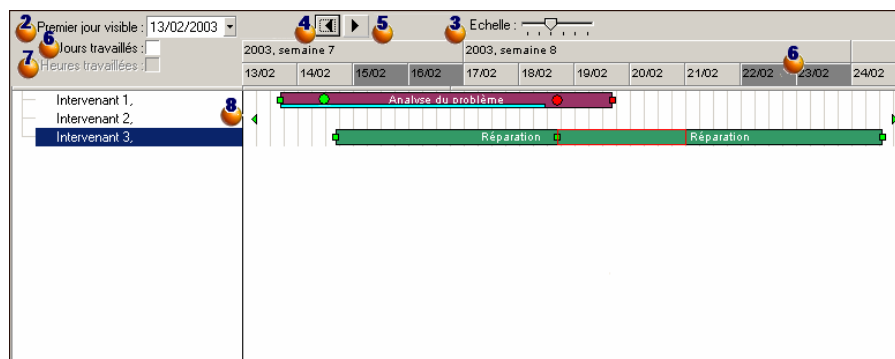 2 Premier jour visible : 13/02/2003 4 5 3 Echelle :
6 Jours travaillés :
7 Heures travaillées :
2003, semaine 7 2003, semaine 8 6
13/02 14/02 15/02 16/02 17/02 18/02 19/02 20/02 21/02 22/02 23/02 24/02
Intervenant 1, Analyse du problème
8
Intervenant 2,
Intervenant 3, Réparation Réparation